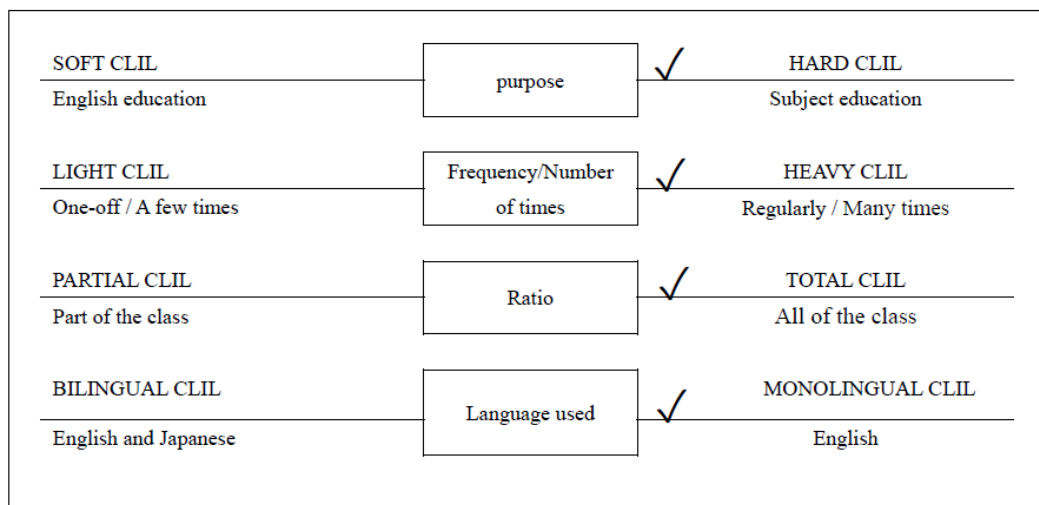 SOFT CLIL
purpose
✓
HARD CLIL
English education
Subject education
LIGHT CLIL
Frequency/Number
of times
✓
HEAVY CLIL
One-off / A few times
Regularly / Many times
PARTIAL CLIL
Ratio
✓
TOTAL CLIL
Part of the class
All of the class
BILINGUAL CLIL
Language used
✓
MONOLINGUAL CLIL
English and Japanese
English